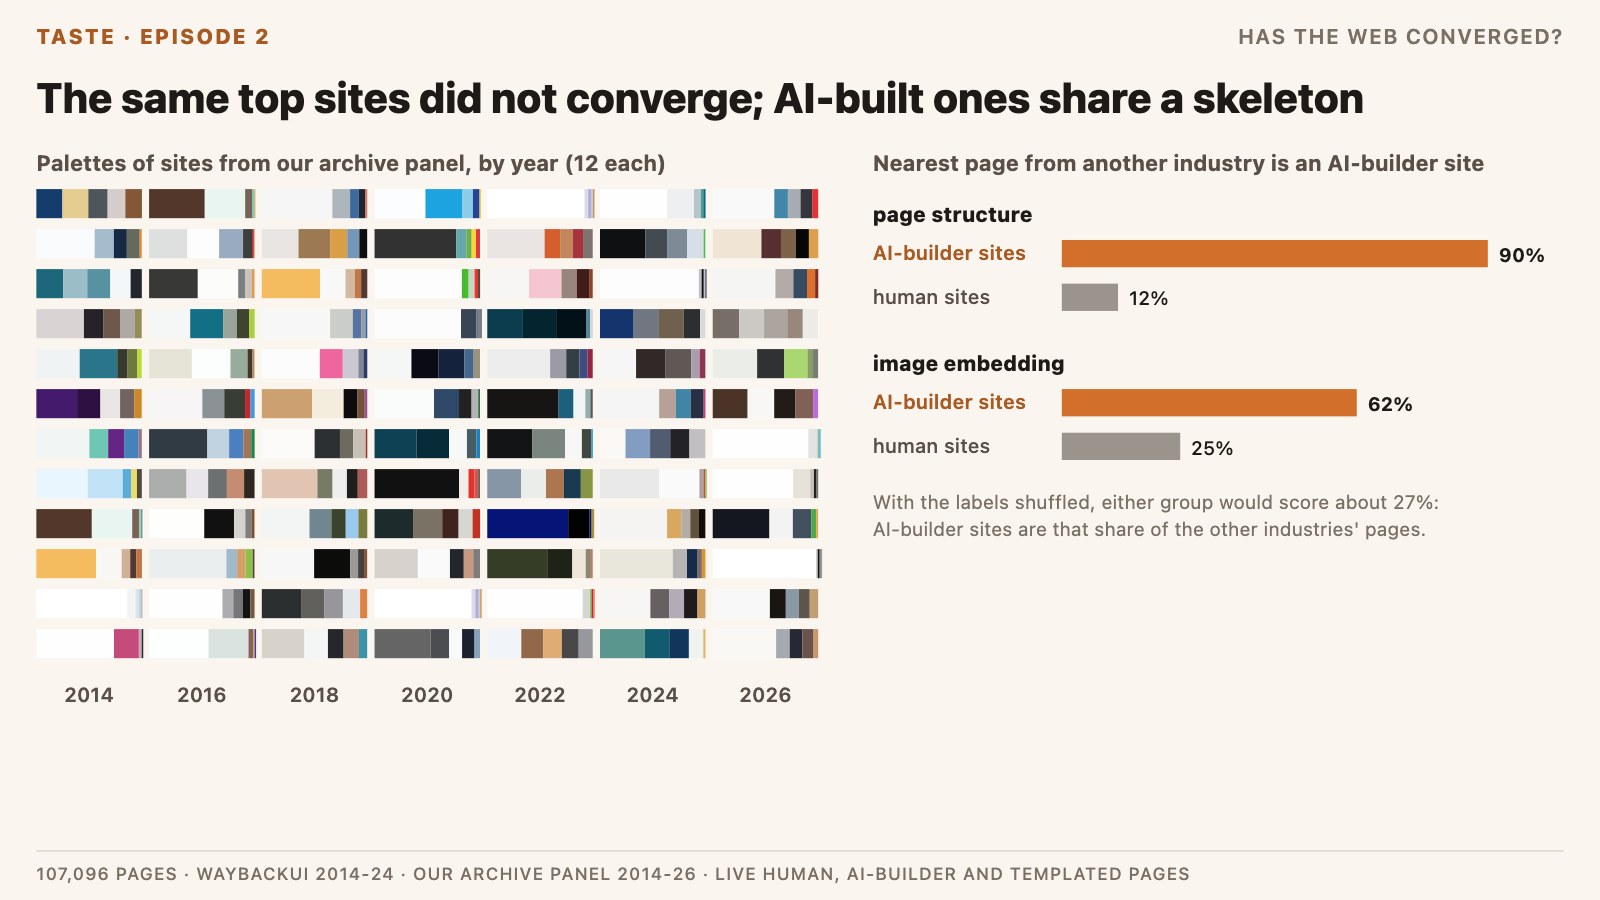 TASTE · EPISODE 2
HAS THE WEB CONVERGED?
The same top sites did not converge; AI-built ones share a skeleton
Palettes of sites from our archive panel, by year (12 each)
2014 2016 2018 2020 2022 2024 2026
Nearest page from another industry is an AI-builder site
page structure
AI-builder sites 90%
human sites 12%
image embedding
AI-builder sites 62%
human sites 25%
With the labels shuffled, either group would score about 27%:
AI-builder sites are that share of the other industries' pages.
107,096 PAGES · WAYBACKUI 2014-24 · OUR ARCHIVE PANEL 2014-26 · LIVE HUMAN, AI-BUILDER AND TEMPLATED PAGES